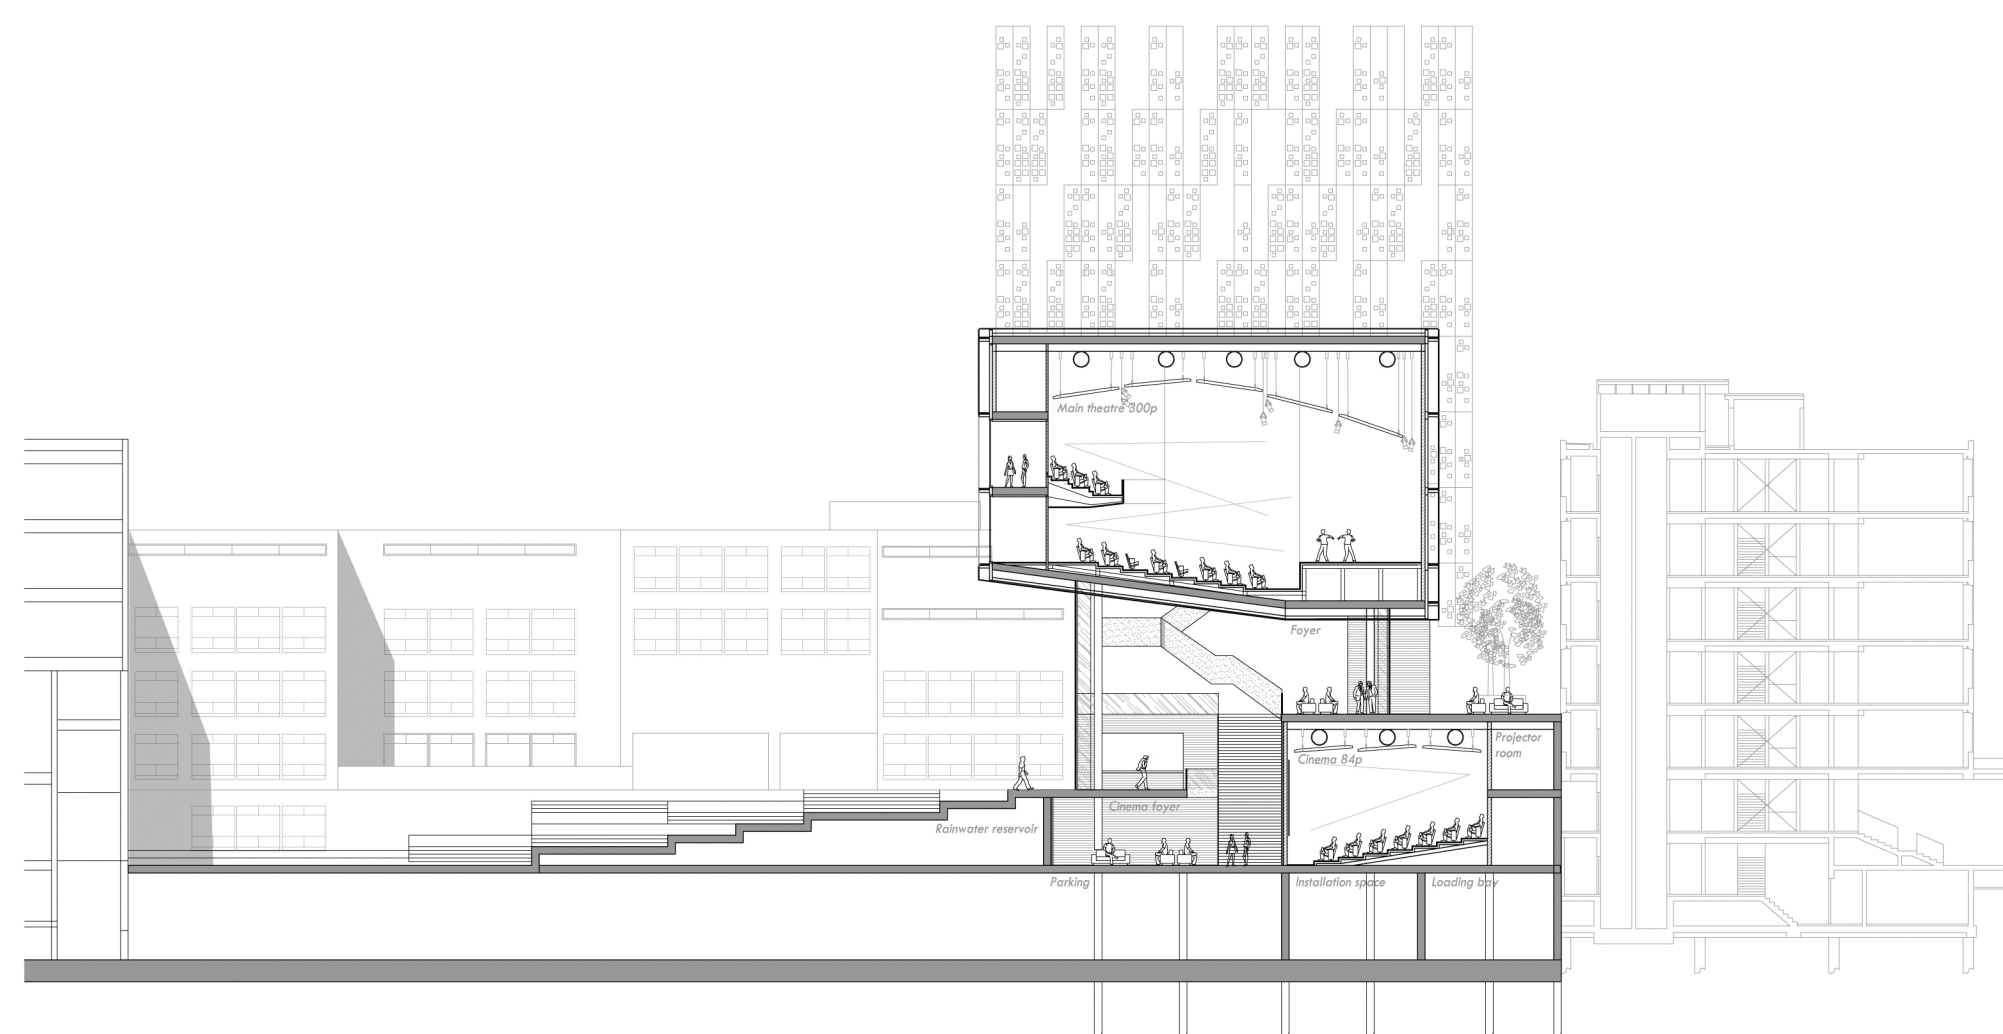 Main theatre 300p
Foyer
Projector
room
Cinema 84p
Cinema foyer
Rainwater reservoir
Parking
Installation space
Loading bay